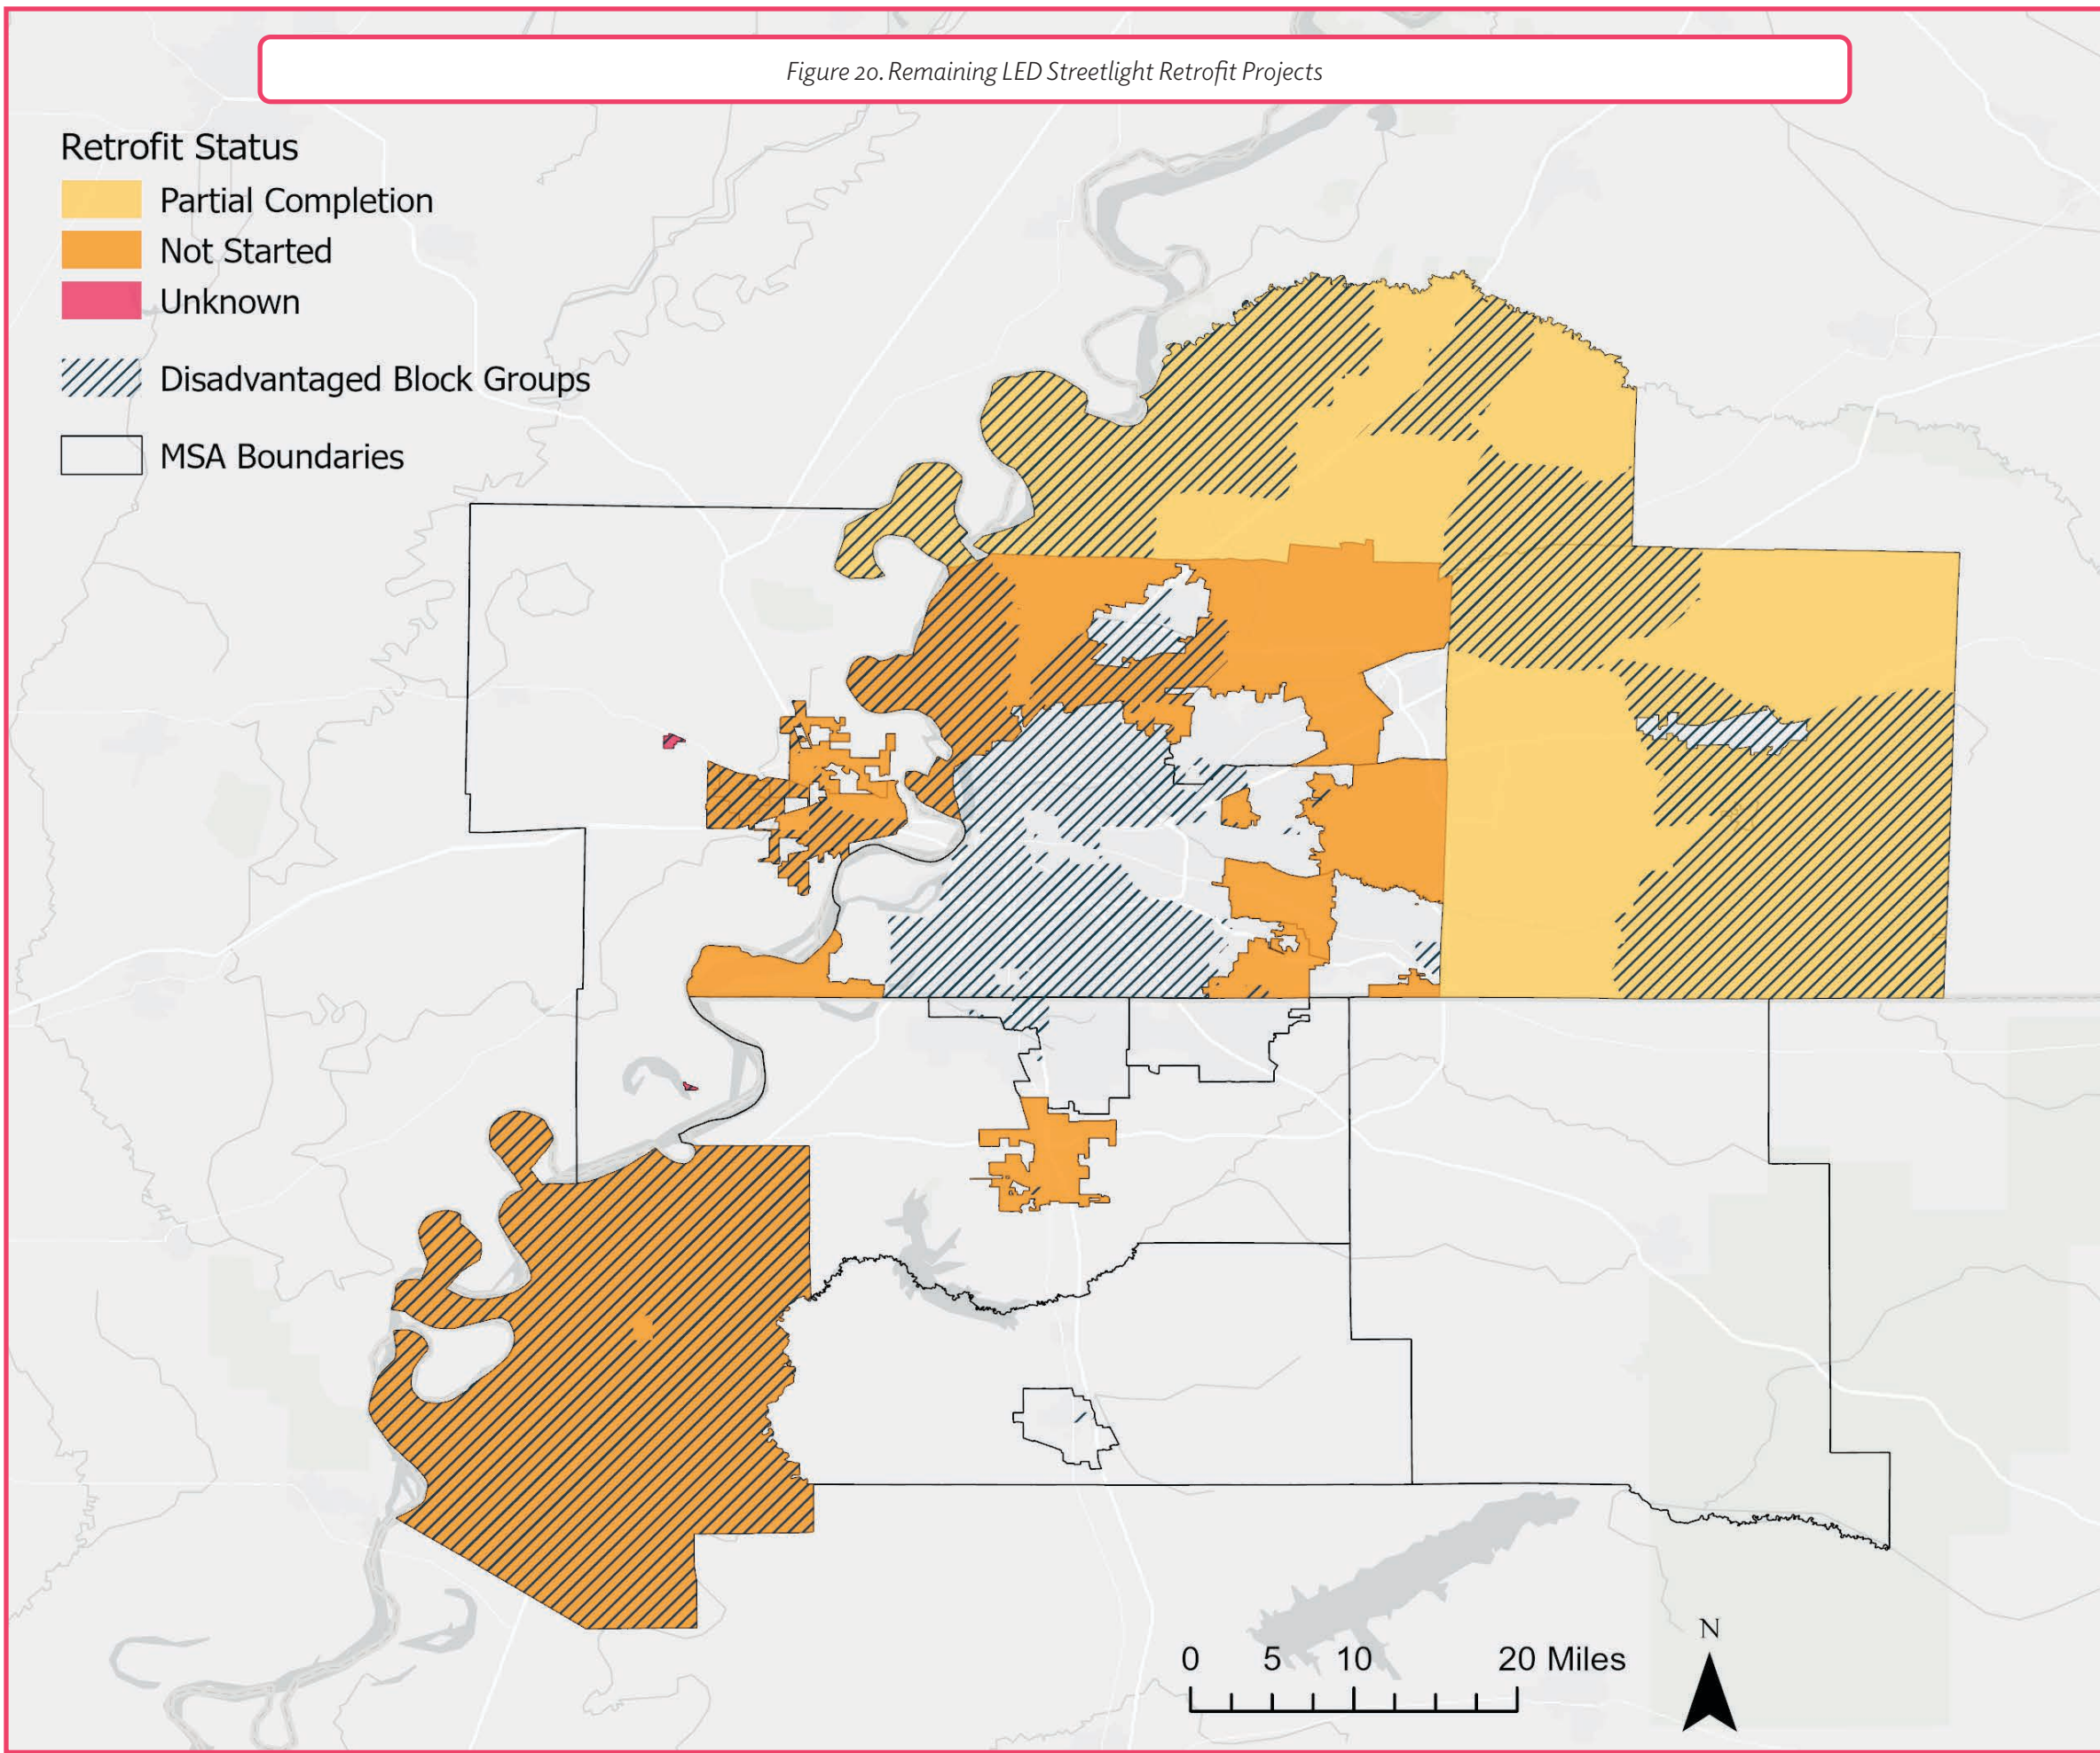 Figure 20. Remaining LED Streetlight Retrofit Projects
Retrofit Status
Partial Completion
Not Started
Unknown
Disadvantaged Block Groups
MSA Boundaries
N
0 5 10 20 Miles